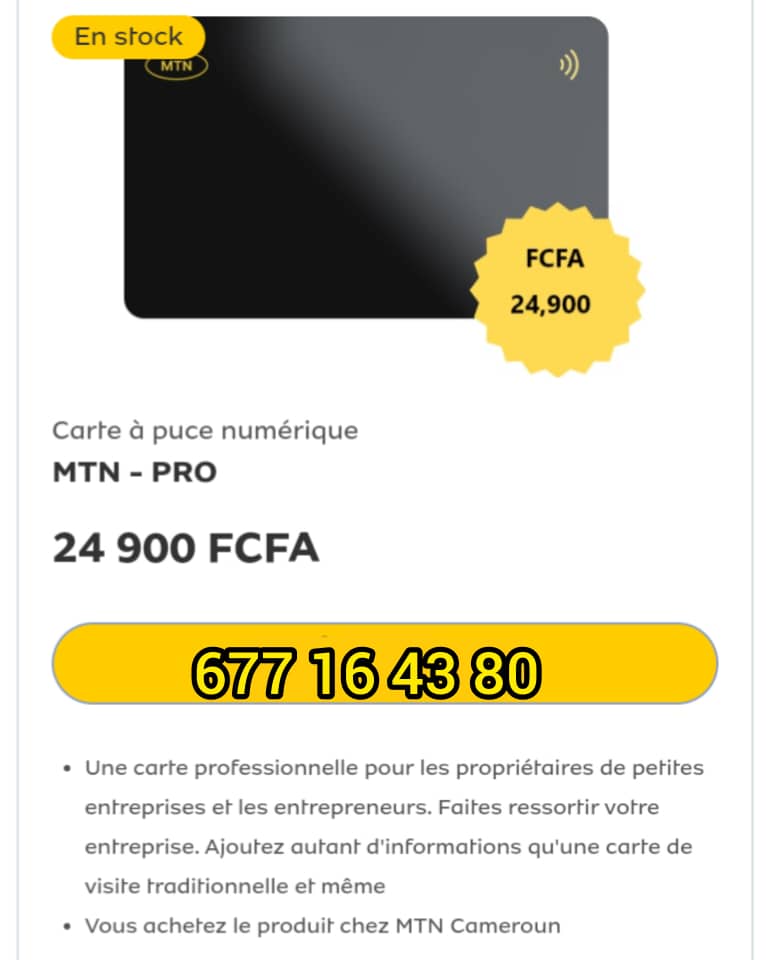 En stock
MTN
FCFA
24,900
Carte à puce numérique
MTN - PRO
24 900 FCFA
677 16 43 80
• Une carte professionnelle pour les propriétaires de petites
entreprises et les entrepreneurs. Faites ressortir votre
entreprise. Ajoutez autant d'informations qu'une carte de
visite traditionnelle et même
• Vous achetez le produit chez MTN Cameroun